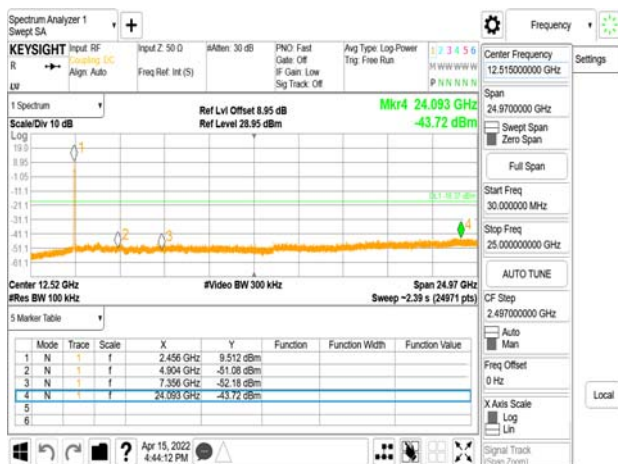 Spectrum Analyzer 1
Swept SA
Frequency
KEYSIGHT
R
LXI
Input: RF
Coupling: DC
Align: Auto
Input Z: 50 Ω
Freq Ref: Int (S)
#Atten: 30 dB
PNO: Fast
Gate: Off
IF Gain: Low
Sig Track: Off
Avg Type: Log-Power
Trig: Free Run
1 2 3 4 5 6
M W W W W W
P N N N N N
1 Spectrum
Scale/Div 10 dB
Ref Lvl Offset 8.95 dB
Ref Level 28.95 dBm
Mkr4 24.093 GHz
-43.72 dBm
Log
19.0
8.95
-1.05
-11.1
-21.1
-31.1
-41.1
-51.1
-61.1
1
2
3
4
Center 12.52 GHz
#Res BW 100 kHz
#Video BW 300 kHz
Span 24.97 GHz
Sweep ~2.39 s (24971 pts)
5 Marker Table
Mode Trace Scale X Y Function Function Width Function Value
1 N 1 f 2.456 GHz 9.512 dBm
2 N 1 f 4.904 GHz -51.08 dBm
3 N 1 f 7.356 GHz -52.18 dBm
4 N 1 f 24.093 GHz -43.72 dBm
5
6
Apr 15, 2022
4:44:12 PM
Center Frequency
12.515000000 GHz
Span
24.9700000 GHz
Swept Span
Zero Span
Full Span
Start Freq
30.000000 MHz
Stop Freq
25.000000000 GHz
AUTO TUNE
CF Step
2.497000000 GHz
Auto
Man
Freq Offset
0 Hz
X Axis Scale
Log
Lin
Signal Track
(Span Zoom)
Settings
Local